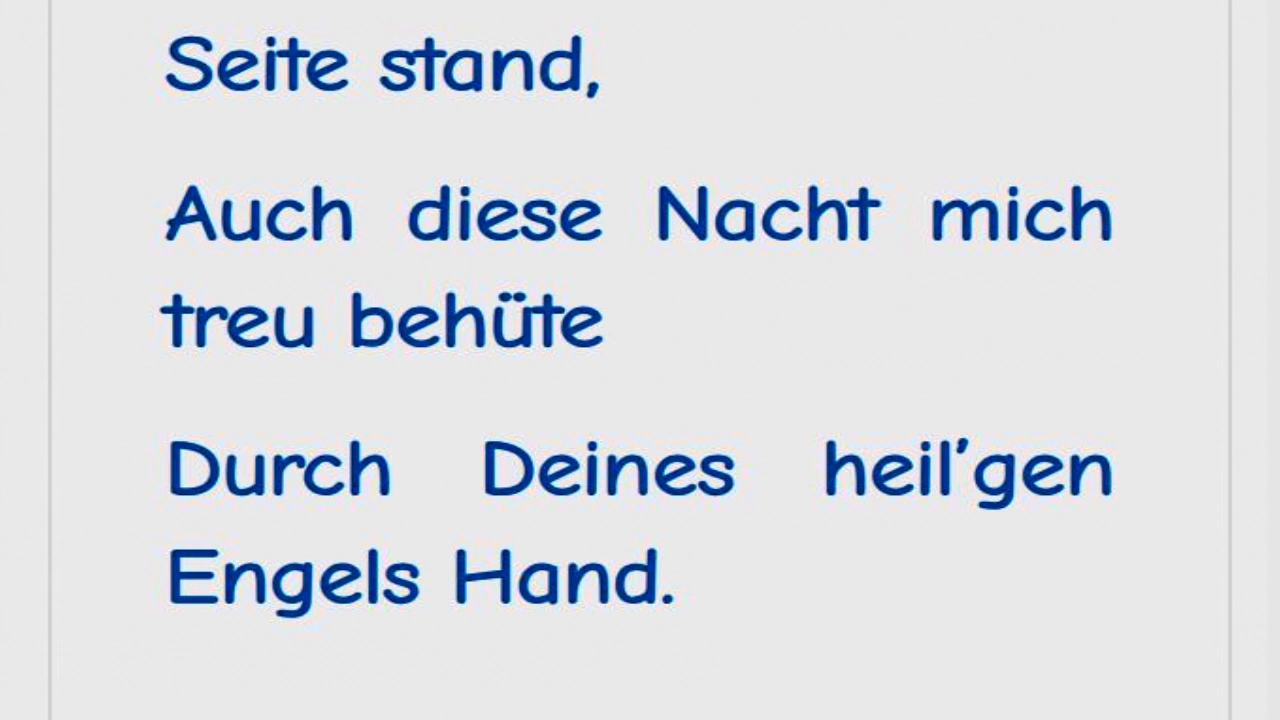 Seite stand,
Auch diese Nacht mich
treu behüte
Durch Deines heil'gen
Engels Hand.